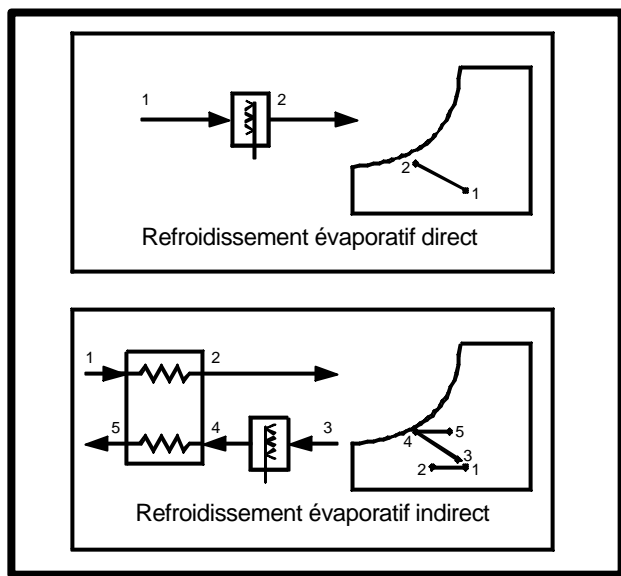 1 2
2
1
Refroidissement évaporatif direct
1 2
5 4 3
4 5
3
2 1
Refroidissement évaporatif indirect